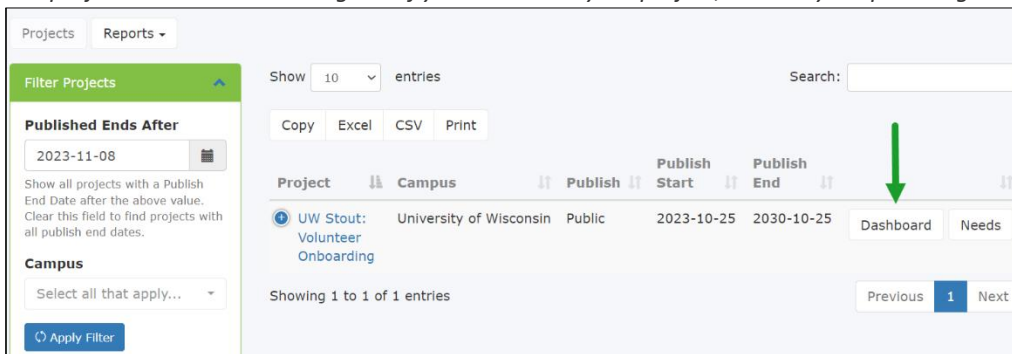 Projects Reports
Filter Projects
Published Ends After
2023-11-08
Show all projects with a Publish
End Date after the above value.
Clear this field to find projects with
all publish end dates.
Campus
Select all that apply...
Apply Filter
Show 10 entries
Search:
Copy Excel CSV Print
Project Campus Publish Publish Start Publish End
UW Stout: Volunteer Onboarding University of Wisconsin Public 2023-10-25 2030-10-25 Dashboard Needs
Showing 1 to 1 of 1 entries
Previous 1 Next